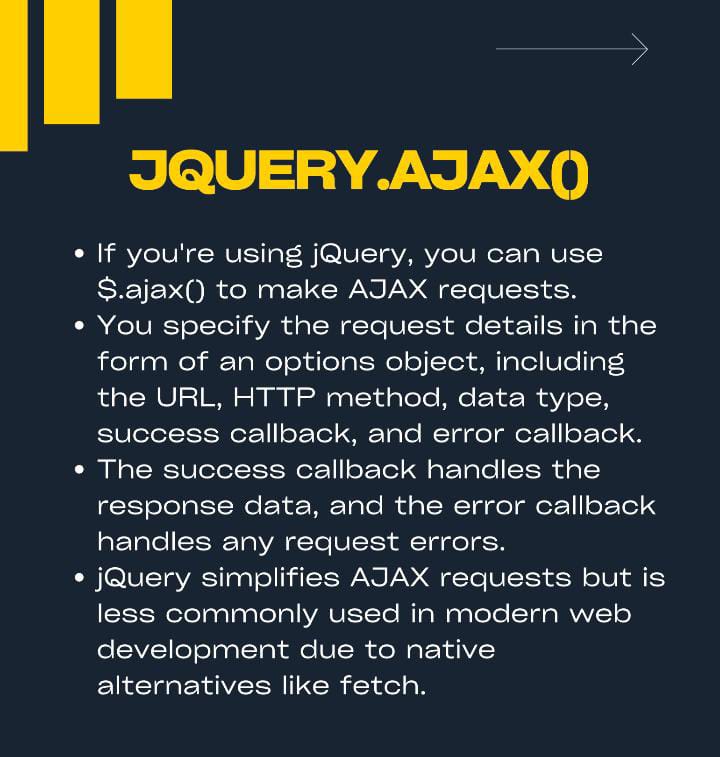 JQUERY.AJAX()
• If you're using jQuery, you can use
$.ajax() to make AJAX requests.
• You specify the request details in the
form of an options object, including
the URL, HTTP method, data type,
success callback, and error callback.
• The success callback handles the
response data, and the error callback
handles any request errors.
• jQuery simplifies AJAX requests but is
less commonly used in modern web
development due to native
alternatives like fetch.